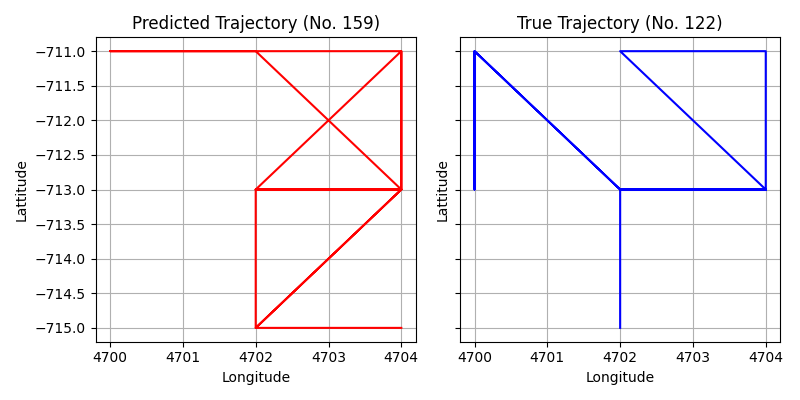 Predicted Trajectory (No. 159)
True Trajectory (No. 122)
−711.0
−711.5
−712.0
−712.5
−713.0
−713.5
−714.0
−714.5
−715.0
Lattitude
Lattitude
4700 4701 4702 4703 4704
4700 4701 4702 4703 4704
Longitude
Longitude